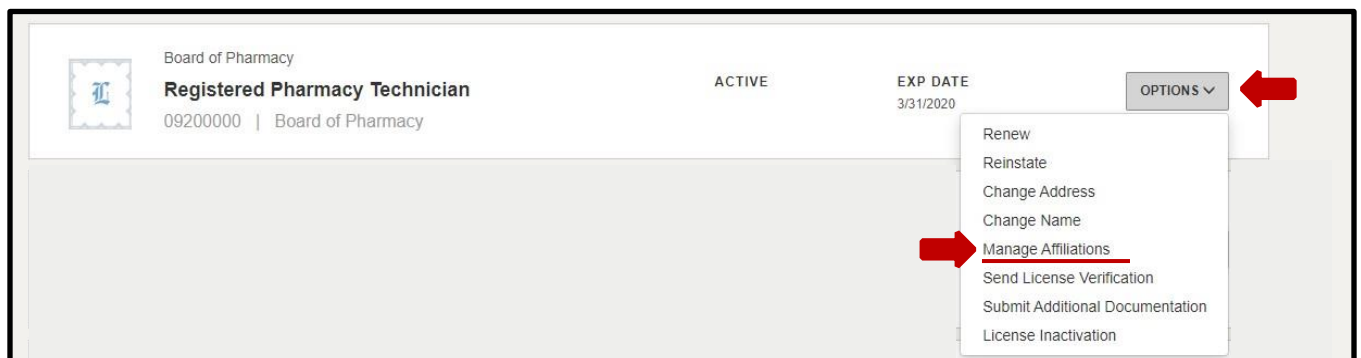 Board of Pharmacy
Registered Pharmacy Technician
09200000 | Board of Pharmacy
L
ACTIVE
EXP DATE
3/31/2020
OPTIONS
Renew
Reinstate
Change Address
Change Name
Manage Affiliations
Send License Verification
Submit Additional Documentation
License Inactivation